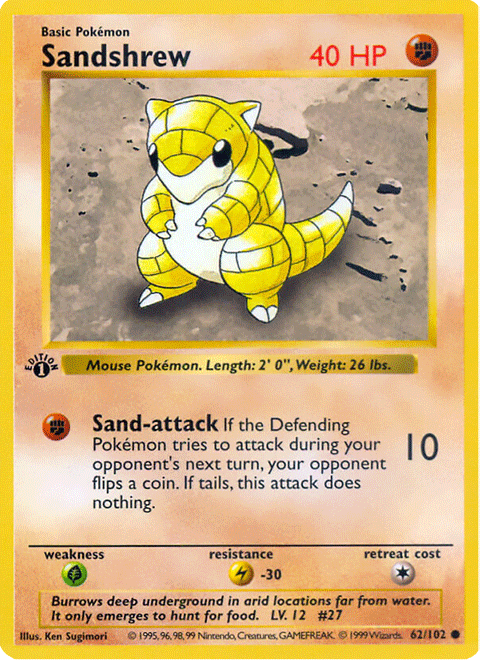 Basic Pokémon
Sandshrew 40 HP
EDITION 1
Mouse Pokémon. Length: 2' 0", Weight: 26 lbs.
Sand-attack If the Defending
Pokémon tries to attack during your
opponent's next turn, your opponent
flips a coin. If tails, this attack does
nothing.
10
weakness resistance retreat cost
-30
Burrows deep underground in arid locations far from water.
It only emerges to hunt for food. LV. 12 #27
Illus. Ken Sugimori © 1995, 96, 98, 99 Nintendo, Creatures, GAMEFREAK. © 1999 Wizards. 62/102